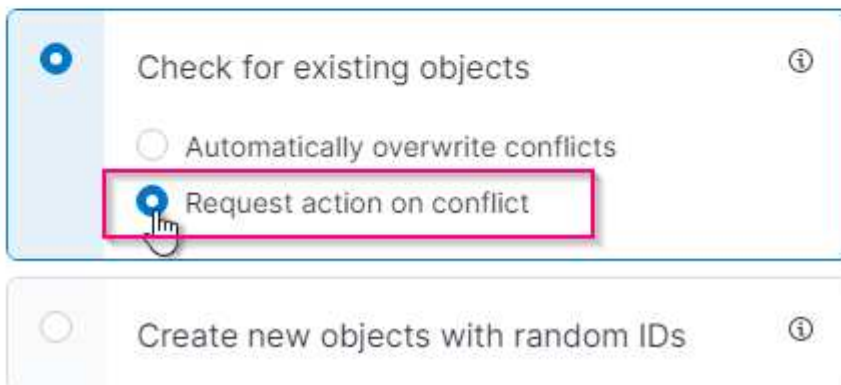 Check for existing objects
Automatically overwrite conflicts
Request action on conflict
Create new objects with random IDs